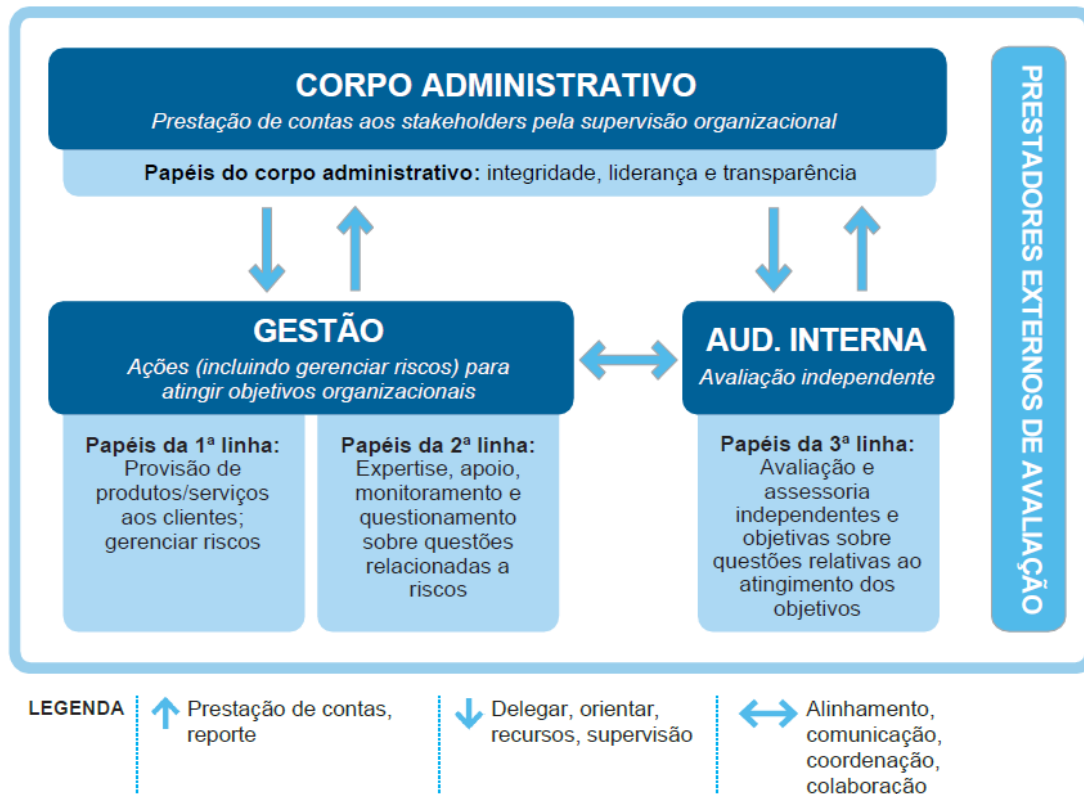 CORPO ADMINISTRATIVO
Prestação de contas aos stakeholders pela supervisão organizacional
Papéis do corpo administrativo: integridade, liderança e transparência
GESTÃO
Ações (incluindo gerenciar riscos) para
atingir objetivos organizacionais
Papéis da 1ª linha:
Provisão de
produtos/serviços
aos clientes;
gerenciar riscos
Papéis da 2ª linha:
Expertise, apoio,
monitoramento e
questionamento
sobre questões
relacionadas a
riscos
AUD. INTERNA
Avaliação independente
Papéis da 3ª linha:
Avaliação e
assessoria
independentes e
objetivas sobre
questões relativas ao
atingimento dos
objetivos
PRESTADORES EXTERNOS DE AVALIAÇÃO
LEGENDA
Prestação de contas,
reporte
Delegar, orientar,
recursos, supervisão
Alinhamento,
comunicação,
coordenação,
colaboração